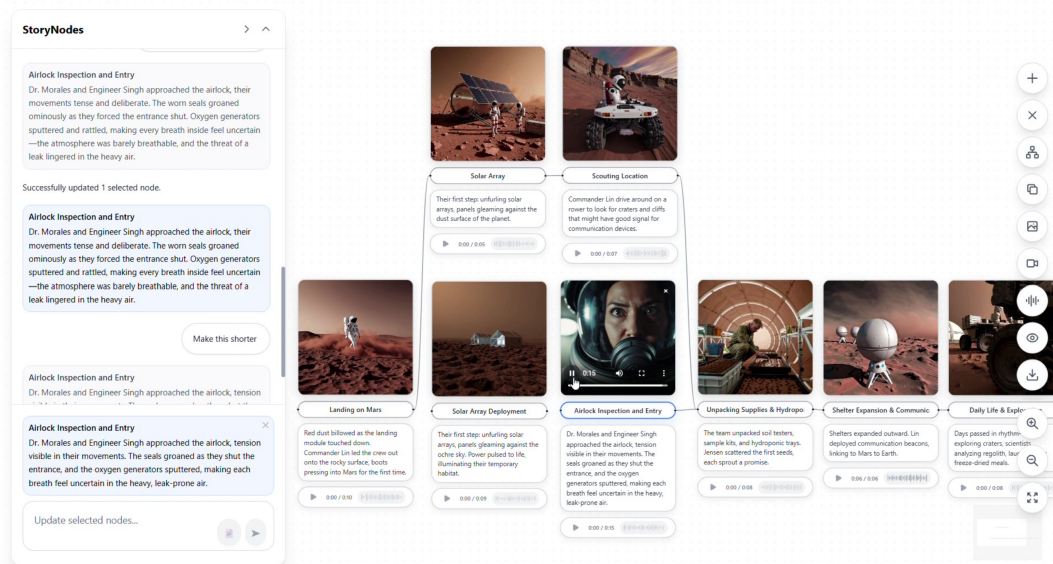 StoryNodes
Airlock Inspection and Entry
Dr. Morales and Engineer Singh approached the airlock, their
movements tense and deliberate. The worn seals groaned
ominously as they forced the entrance shut. Oxygen generators
sputtered and rattled, making every breath inside feel uncertain
—the atmosphere was barely breathable, and the threat of a
leak lingered in the heavy air.
Successfully updated 1 selected node.
Airlock Inspection and Entry
Dr. Morales and Engineer Singh approached the airlock, their
movements tense and deliberate. The worn seals groaned
ominously as they forced the entrance shut. Oxygen generators
sputtered and rattled, making every breath inside feel uncertain
—the atmosphere was barely breathable, and the threat of a
leak lingered in the heavy air.
Make this shorter
Airlock Inspection and Entry
Dr. Morales and Engineer Singh approached the airlock, tension
Airlock Inspection and Entry
Dr. Morales and Engineer Singh approached the airlock, tension
visible in their movements. The seals groaned as they shut the
entrance, and the oxygen generators sputtered, making each
breath feel uncertain in the heavy, leak-prone air.
Update selected nodes...
Solar Array
Their first step: unfurling solar
arrays, panels gleaming against the
dust surface of the planet.
0:00 / 0:05
Scouting Location
Commander Lin drive around on a
rower to look for craters and cliffs
that might have good signal for
communication devices.
0:00 / 0:07
Landing on Mars
Red dust billowed as the landing
module touched down.
Commander Lin led the crew out
onto the rocky surface, boots
pressing into Mars for the first time.
0:00 / 0:10
Solar Array Deployment
Their first step: unfurling solar
arrays, panels gleaming against the
ochre sky. Power pulsed to life,
illuminating their temporary
habitat.
0:00 / 0:09
0:15
Airlock Inspection and Entry
Dr. Morales and Engineer Singh
approached the airlock, tension
visible in their movements. The
seals groaned as they shut the
entrance, and the oxygen
generators sputtered, making each
breath feel uncertain in the heavy,
leak-prone air.
0:00 / 0:15
Unpacking Supplies & Hydropo
The team unpacked soil testers,
sample kits, and hydroponic trays.
Jensen scattered the first seeds,
each sprout a promise.
0:00 / 0:08
Shelter Expansion & Communic
Shelters expanded outward. Lin
deployed communication beacons,
linking to Mars to Earth.
0:06 / 0:06
Daily Life & Explo
Days passed in rhythm-
exploring craters, scientists
analyzing regolith, lau
freeze-dried meals.
0:00 / 0:08